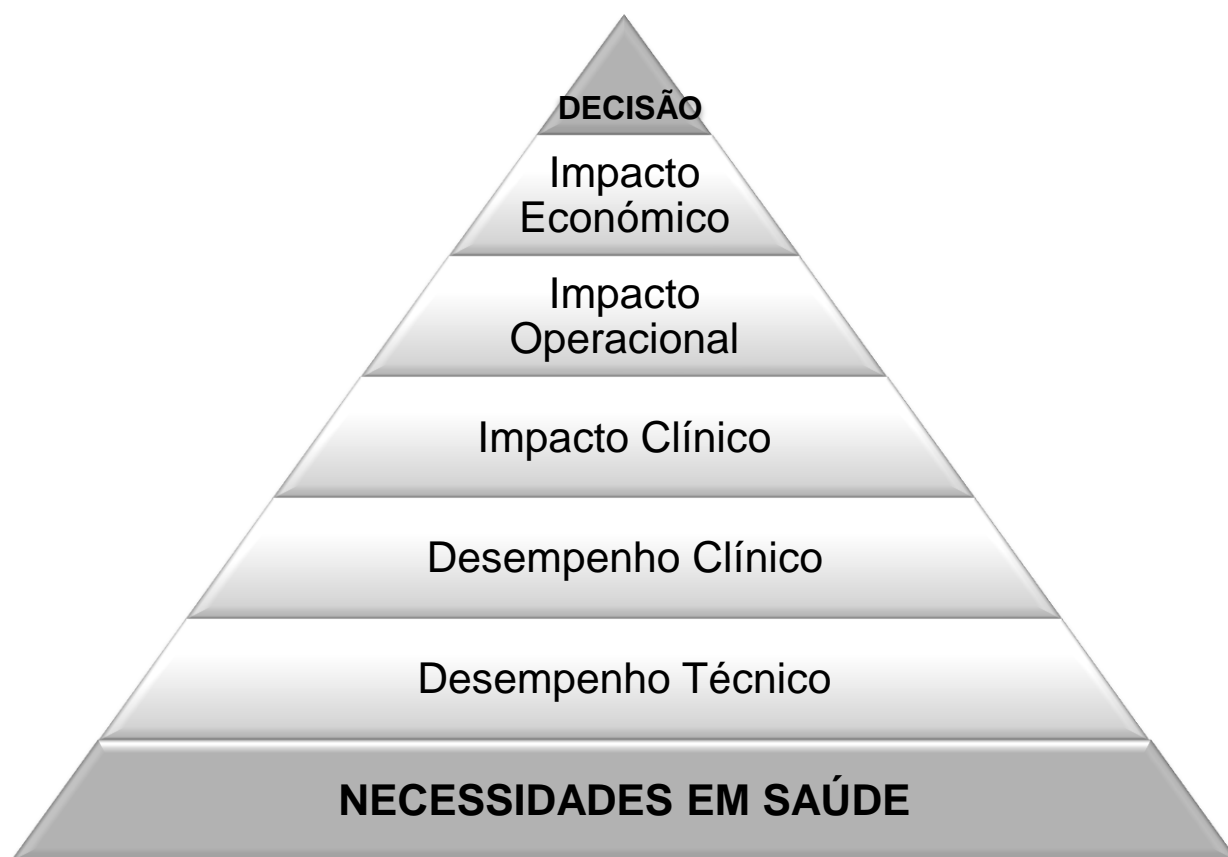 DECISÃO
Impacto
Económico
Impacto
Operacional
Impacto Clínico
Desempenho Clínico
Desempenho Técnico
NECESSIDADES EM SAÚDE